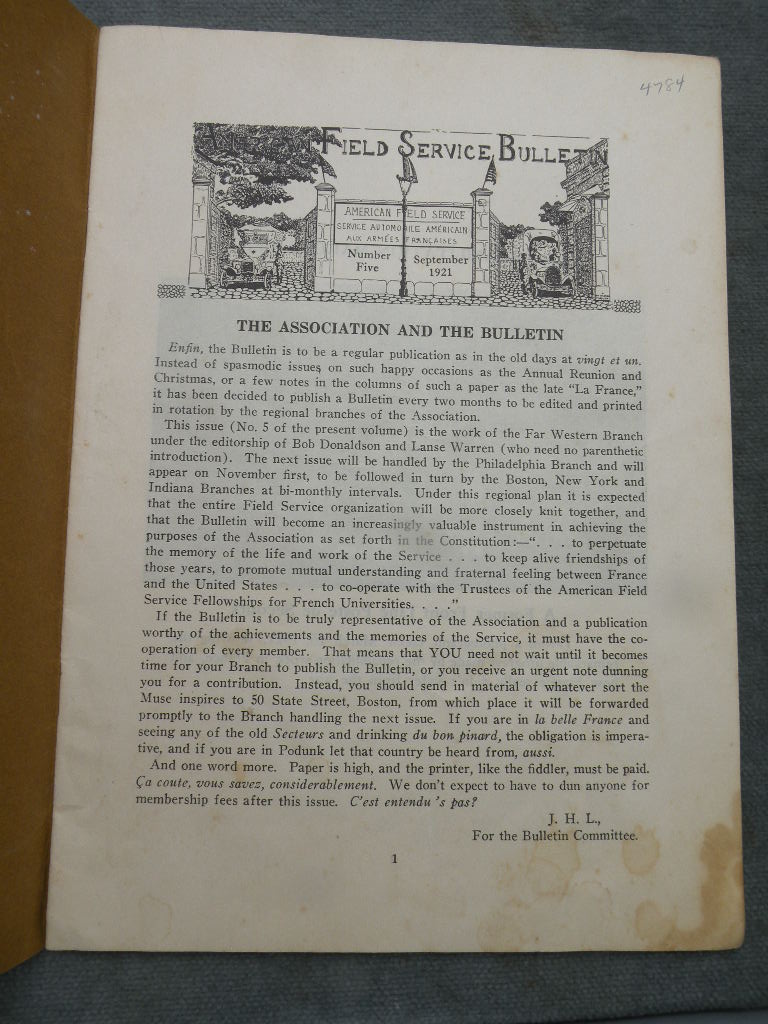 4784
AMERICAN FIELD SERVICE BULLETIN
AMERICAN FIELD SERVICE
SERVICE AUTOMOBILE AMÉRICAIN
AUX ARMÉES FRANÇAISES
Number Five
September 1921
THE ASSOCIATION AND THE BULLETIN
Enfin, the Bulletin is to be a regular publication as in the old days at vingt et un.
Instead of spasmodic issues on such happy occasions as the Annual Reunion and
Christmas, or a few notes in the columns of such a paper as the late "La France,"
it has been decided to publish a Bulletin every two months to be edited and printed
in rotation by the regional branches of the Association.
This issue (No. 5 of the present volume) is the work of the Far Western Branch
under the editorship of Bob Donaldson and Lanse Warren (who need no parenthetic
introduction). The next issue will be handled by the Philadelphia Branch and will
appear on November first, to be followed in turn by the Boston, New York and
Indiana Branches at bi-monthly intervals. Under this regional plan it is expected
that the entire Field Service organization will be more closely knit together, and
that the Bulletin will become an increasingly valuable instrument in achieving the
purposes of the Association as set forth in the Constitution:—". . . to perpetuate
the memory of the life and work of the Service . . . to keep alive friendships of
those years, to promote mutual understanding and fraternal feeling between France
and the United States . . . to co-operate with the Trustees of the American Field
Service Fellowships for French Universities. . . ."
If the Bulletin is to be truly representative of the Association and a publication
worthy of the achievements and the memories of the Service, it must have the co-
operation of every member. That means that YOU need not wait until it becomes
time for your Branch to publish the Bulletin, or you receive an urgent note dunning
you for a contribution. Instead, you should send in material of whatever sort the
Muse inspires to 50 State Street, Boston, from which place it will be forwarded
promptly to the Branch handling the next issue. If you are in la belle France and
seeing any of the old Secteurs and drinking du bon pinard, the obligation is impera-
tive, and if you are in Podunk let that country be heard from, aussi.
And one word more. Paper is high, and the printer, like the fiddler, must be paid.
Ça coute, vous savez, considerablement. We don't expect to have to dun anyone for
membership fees after this issue. C'est entendu 's pas?
J. H. L.,
For the Bulletin Committee.
1